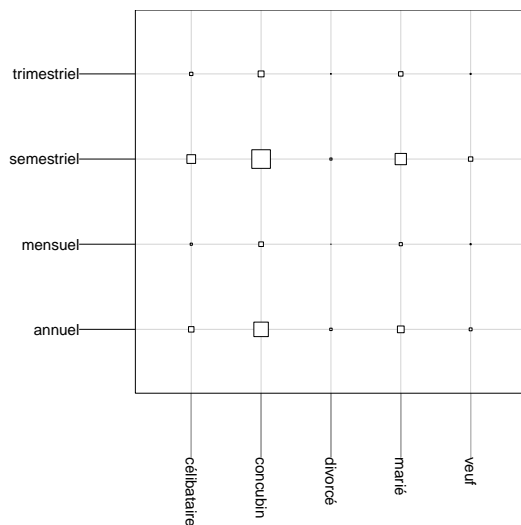 trimestriel
semestriel
mensuel
annuel
célibataire
concubin
divorcé
marié
veuf